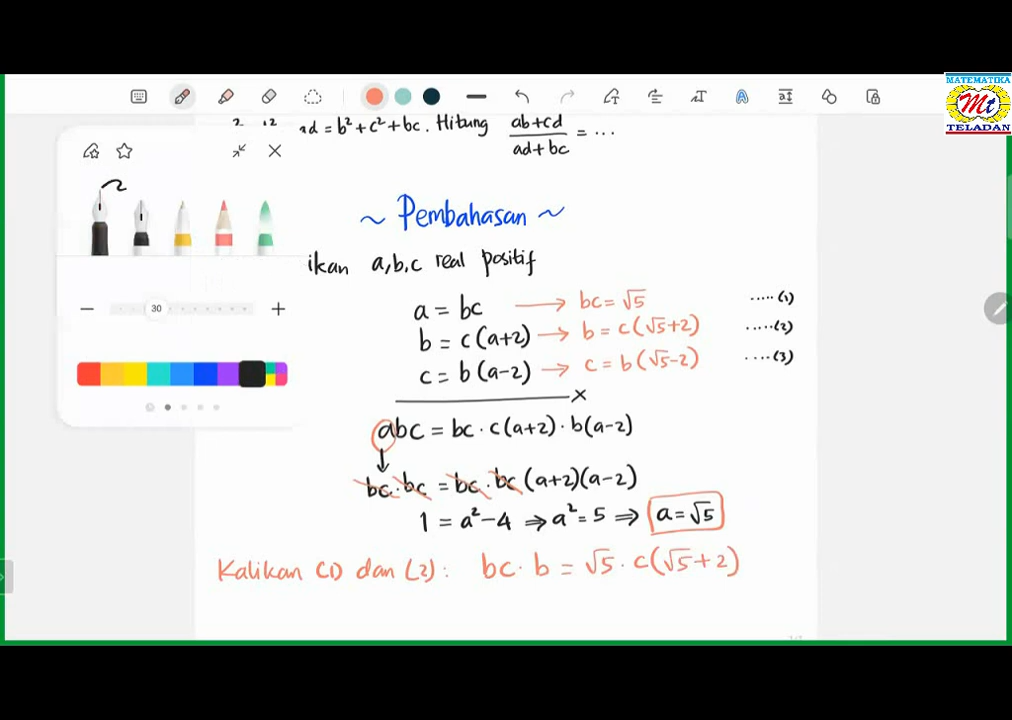 MATEMATIKA
Mt
TELADAN
ad = b² + c² + bc. Hitung (ab+cd)/(ad+bc) = ...
~ Pembahasan ~
ikan a,b,c real positif
a = bc → bc = √5 .....(1)
b = c(a+2) → b = c(√5+2) .....(2)
c = b(a-2) → c = b(√5-2) ....(3)
×
abc = bc · c(a+2) · b(a-2)
30
bc · bc = bc · bc (a+2)(a-2)
1 = a² - 4 ⇒ a² = 5 ⇒ a = √5
Kalikan (1) dan (2) : bc · b = √5 · c(√5+2)